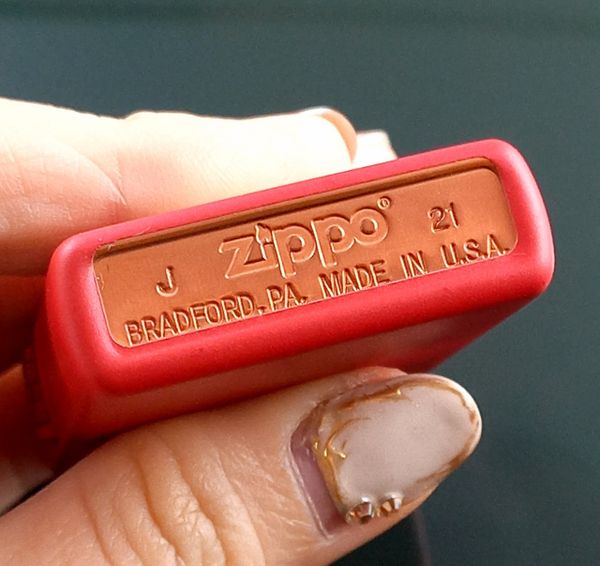 J zippo® 21
BRADFORD, PA. MADE IN U.S.A.